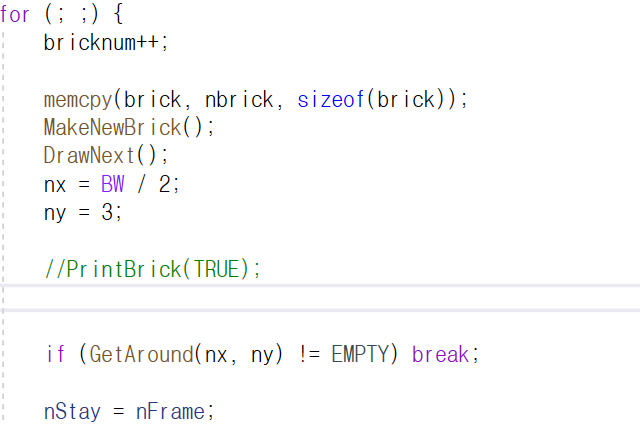 for (; ;) {
bricknum++;
memcpy(brick, nbrick, sizeof(brick));
MakeNewBrick();
DrawNext();
nx = BW / 2;
ny = 3;
//PrintBrick(TRUE);
if (GetAround(nx, ny) != EMPTY) break;
nStay = nFrame;